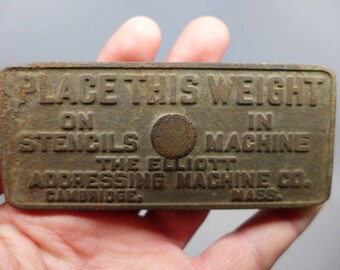 PLACE THIS WEIGHT
ON IN
STENCILS MACHINE
THE ELLIOTT
ADDRESSING MACHINE CO.
CAMBRIDGE. MASS.